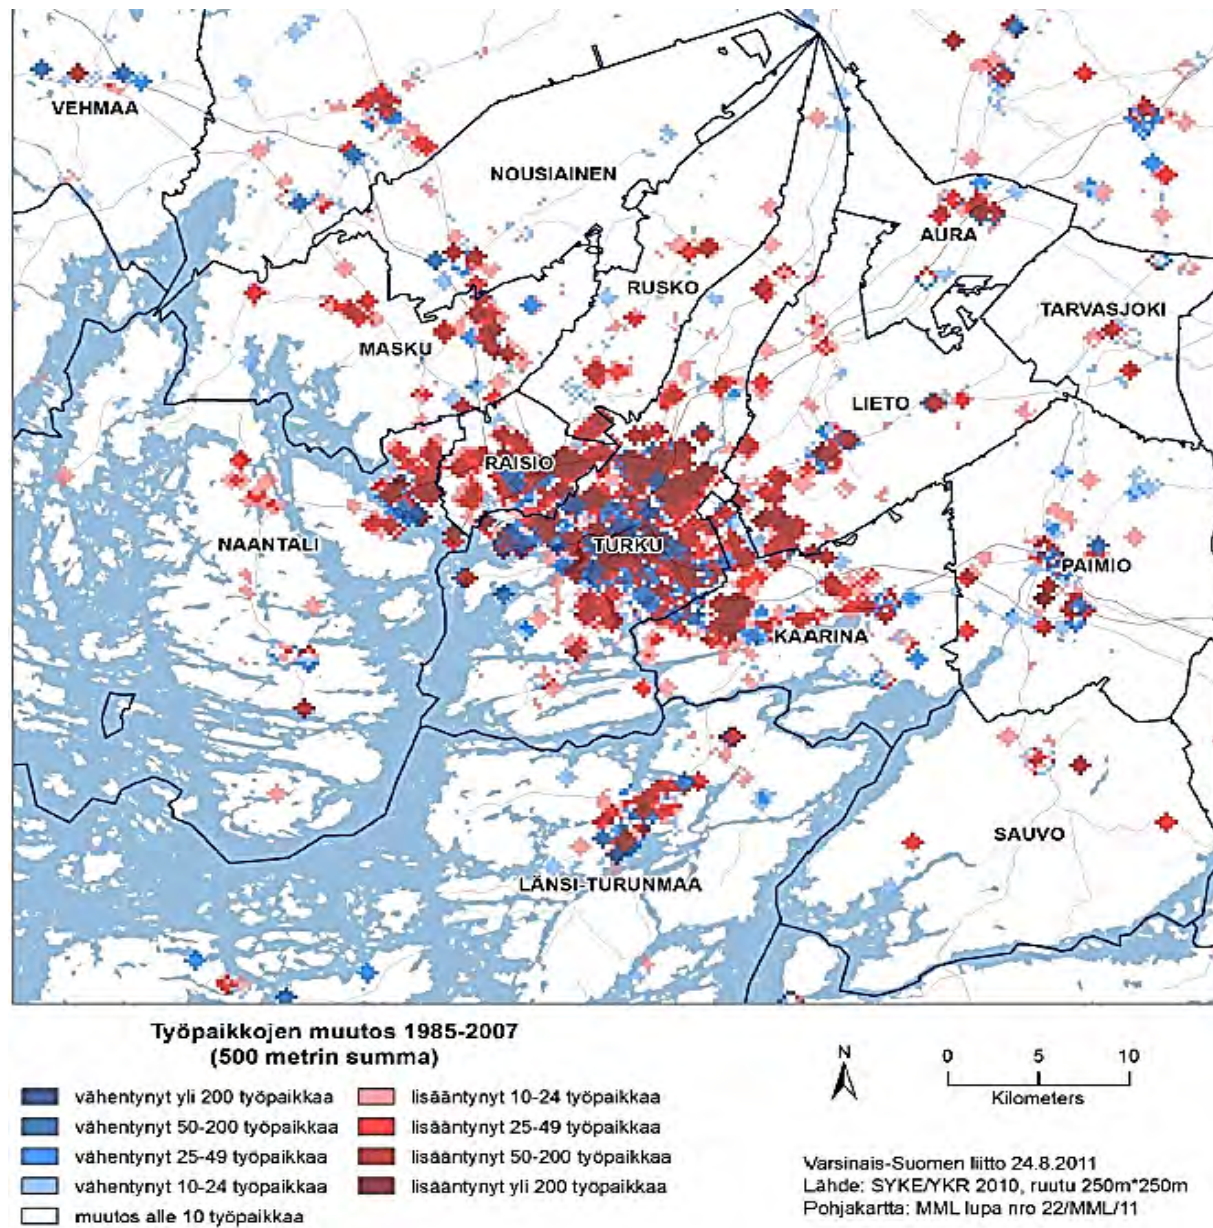 VEHMAA
NOUSIAINEN
AURA
RUSKO
TARVASJOKI
MASKU
LIETO
RAISIO
NAANTALI
TURKU
PAIMIO
KAARINA
SAUVO
LÄNSI-TURUNMAA
Työpaikkojen muutos 1985-2007
(500 metrin summa)
vähentynyt yli 200 työpaikkaa
vähentynyt 50-200 työpaikkaa
vähentynyt 25-49 työpaikkaa
vähentynyt 10-24 työpaikkaa
muutos alle 10 työpaikkaa
lisääntynyt 10-24 työpaikkaa
lisääntynyt 25-49 työpaikkaa
lisääntynyt 50-200 työpaikkaa
lisääntynyt yli 200 työpaikkaa
N
0 5 10
Kilometers
Varsinais-Suomen liitto 24.8.2011
Lähde: SYKE/YKR 2010, ruutu 250m*250m
Pohjakartta: MML lupa nro 22/MML/11